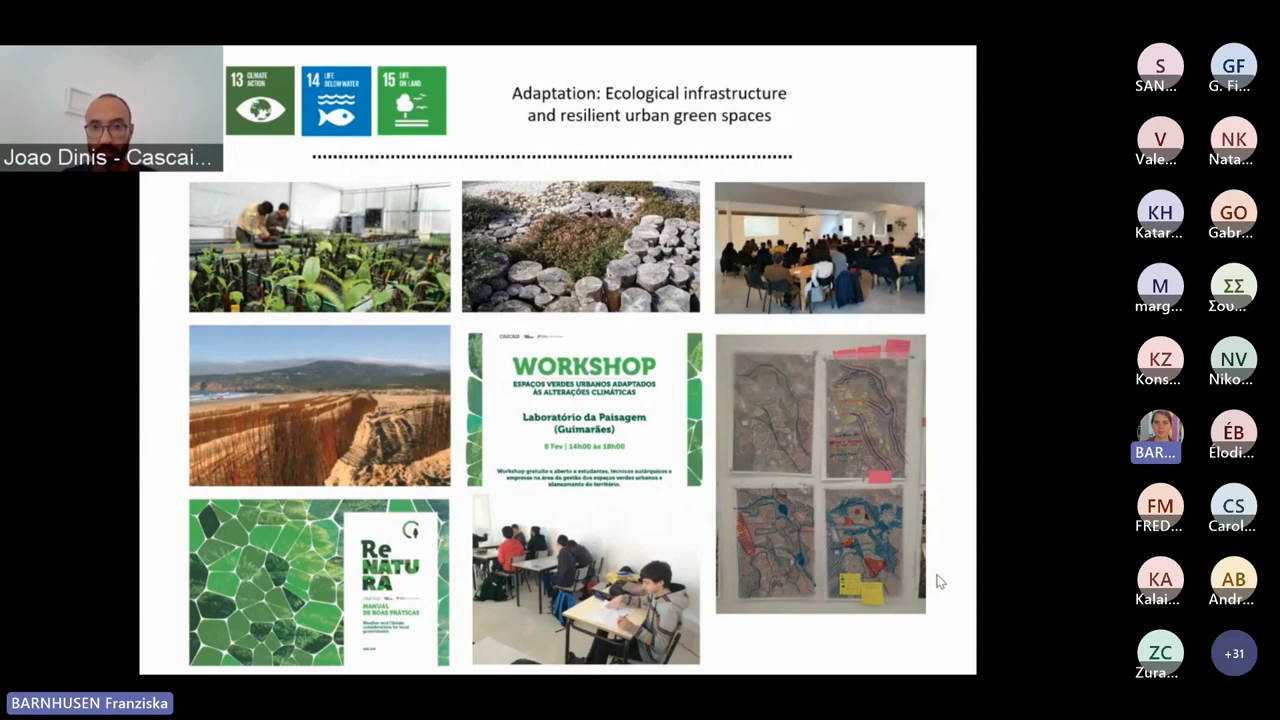 Joao Dinis - Cascai...
13 CLIMATE
ACTION
14 LIFE
BELOW WATER
15 LIFE
ON LAND
Adaptation: Ecological infrastructure
and resilient urban green spaces
CASCAIS
WORKSHOP
ESPAÇOS VERDES URBANOS ADAPTADOS
ÀS ALTERAÇÕES CLIMÁTICAS
Laboratório da Paisagem
(Guimarães)
8 Fev | 14h00 às 18h00
Workshop gratuito e aberto a estudantes, técnicos autárquicos e
empresas na área da gestão dos espaços verdes urbanos e
planeamento do território.
Re
NATU
RA
MANUAL
DE BOAS PRÁTICAS
S
SAN...
GF
G. Fi...
V
Vale...
NK
Nata...
KH
Katar...
GO
Gabr...
M
marg...
ΣΣ
Σου...
KZ
Kons...
NV
Niko...
BAR...
ÉB
Élodi...
FM
FRED...
CS
Carol...
KA
Kalai...
AB
Andr...
ZC
Zura...
+31
BARNHUSEN Franziska